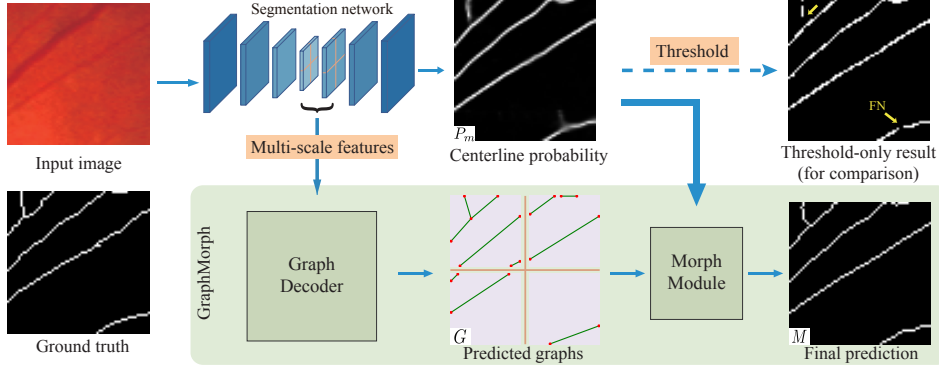 Segmentation network
Threshold
FN
P_m
Input image
Multi-scale features
Centerline probability
Threshold-only result
(for comparison)
GraphMorph
Graph
Decoder
Morph
Module
G
M
Ground truth
Predicted graphs
Final prediction